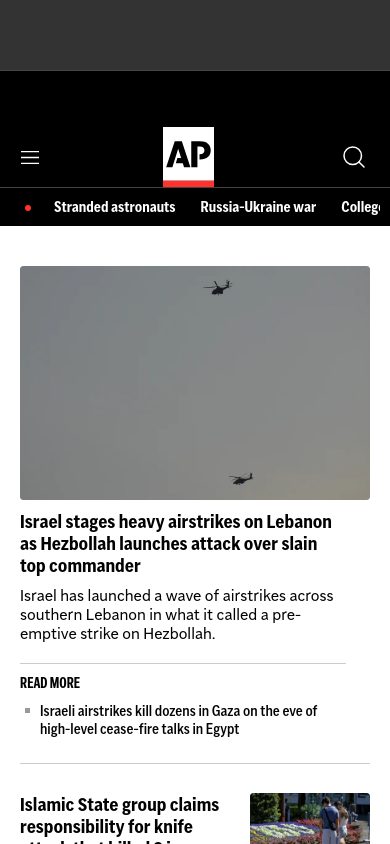 AP
Stranded astronauts Russia-Ukraine war
Israel stages heavy airstrikes on Lebanon
as Hezbollah launches attack over slain
top commander
Israel has launched a wave of airstrikes across
southern Lebanon in what it called a pre-
emptive strike on Hezbollah.
READ MORE
Israeli airstrikes kill dozens in Gaza on the eve of
high-level cease-fire talks in Egypt
Islamic State group claims
responsibility for knife